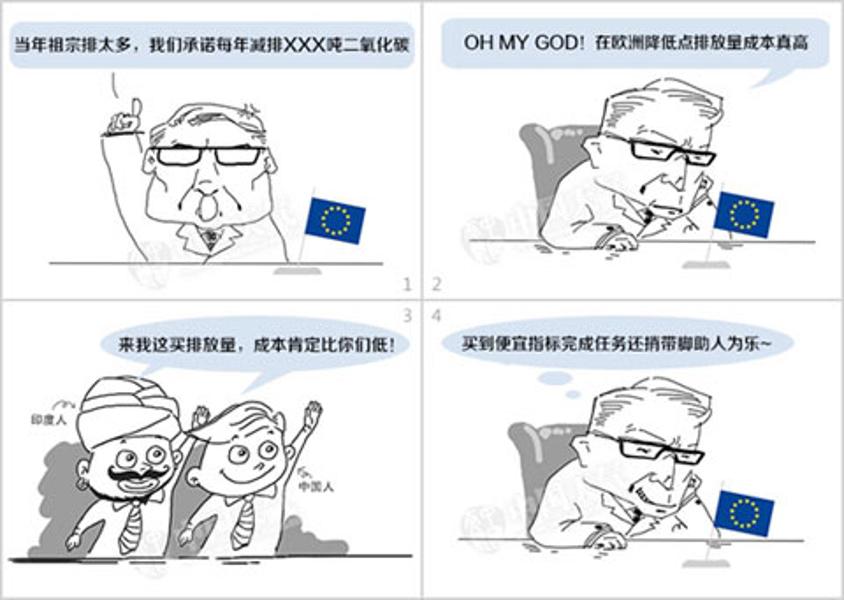 当年祖宗排太多，我们承诺每年减排XXX吨二氧化碳
1
OH MY GOD！在欧洲降低点排放量成本真高
2
3
来我这买排放量，成本肯定比你们低！
印度人
中国人
4
买到便宜指标完成任务还捎带脚助人为乐~